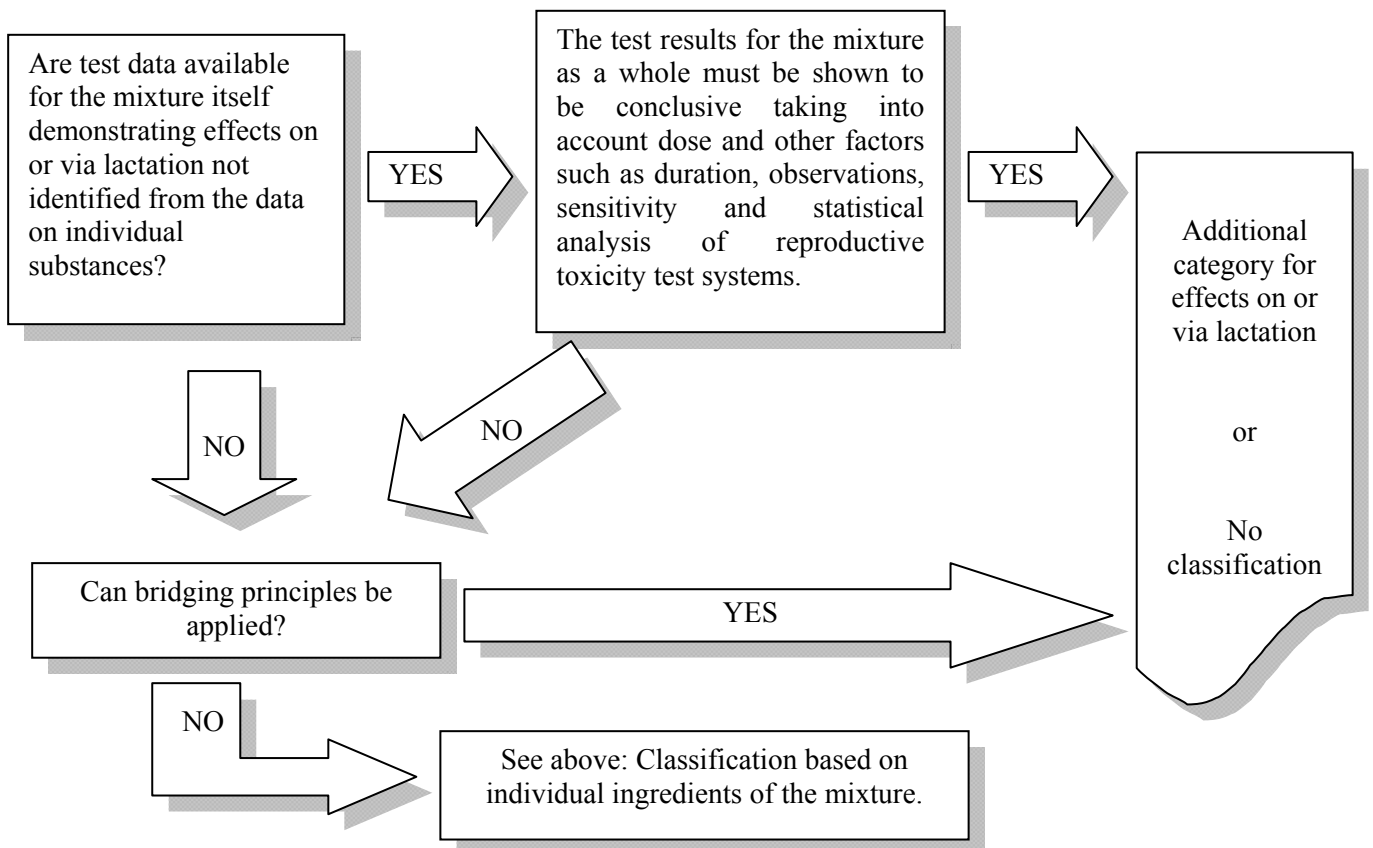 Are test data available
for the mixture itself
demonstrating effects on
or via lactation not
identified from the data
on individual
substances?
YES
The test results for the mixture
as a whole must be shown to
be conclusive taking into
account dose and other factors
such as duration, observations,
sensitivity and statistical
analysis of reproductive
toxicity test systems.
YES
Additional
category for
effects on or
via lactation
or
No
classification
NO
NO
Can bridging principles be
applied?
YES
NO
See above: Classification based on
individual ingredients of the mixture.